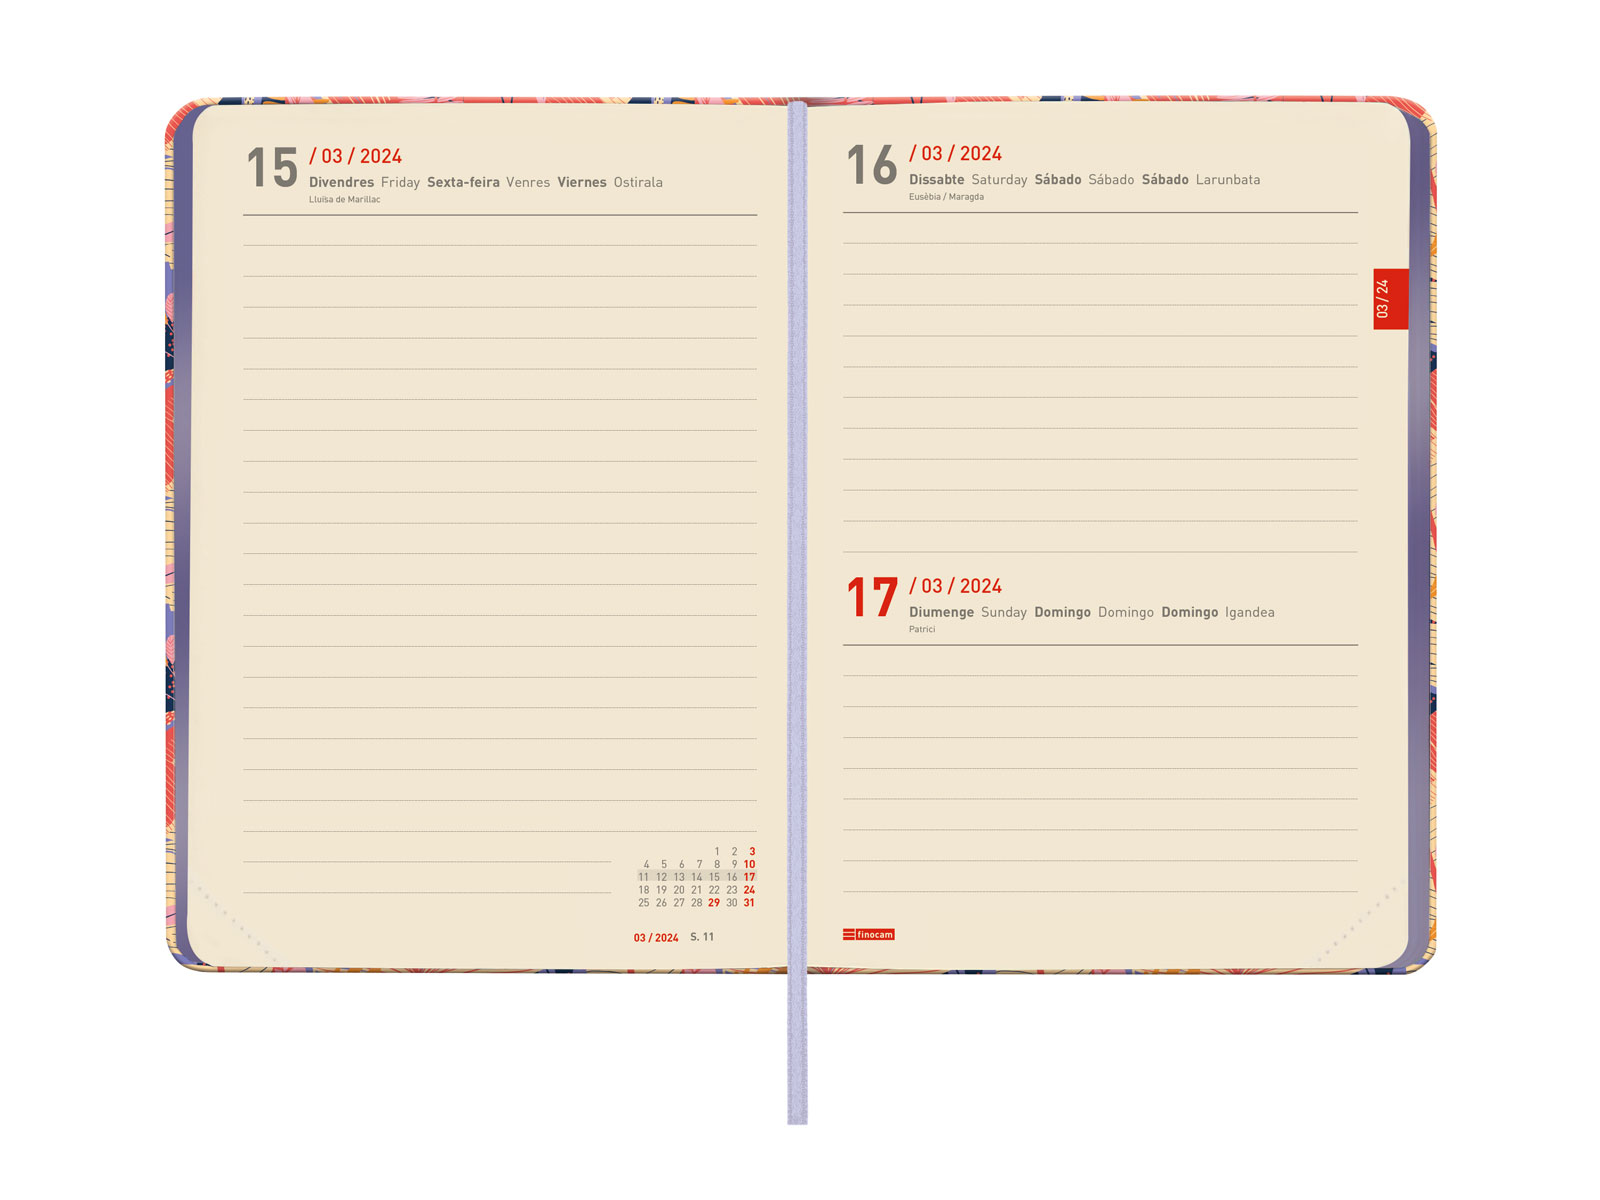 15 / 03 / 2024
Divendres Friday Sexta-feira Venres Viernes Ostirala
Lluïsa de Marillac
1 2 3
4 5 6 7 8 9 10
11 12 13 14 15 16 17
18 19 20 21 22 23 24
25 26 27 28 29 30 31
03 / 2024 S. 11
16 / 03 / 2024
Dissabte Saturday Sábado Sábado Sábado Larunbata
Eusèbia / Maragda
03 / 24
17 / 03 / 2024
Diumenge Sunday Domingo Domingo Domingo Igandea
Patrici
finocam